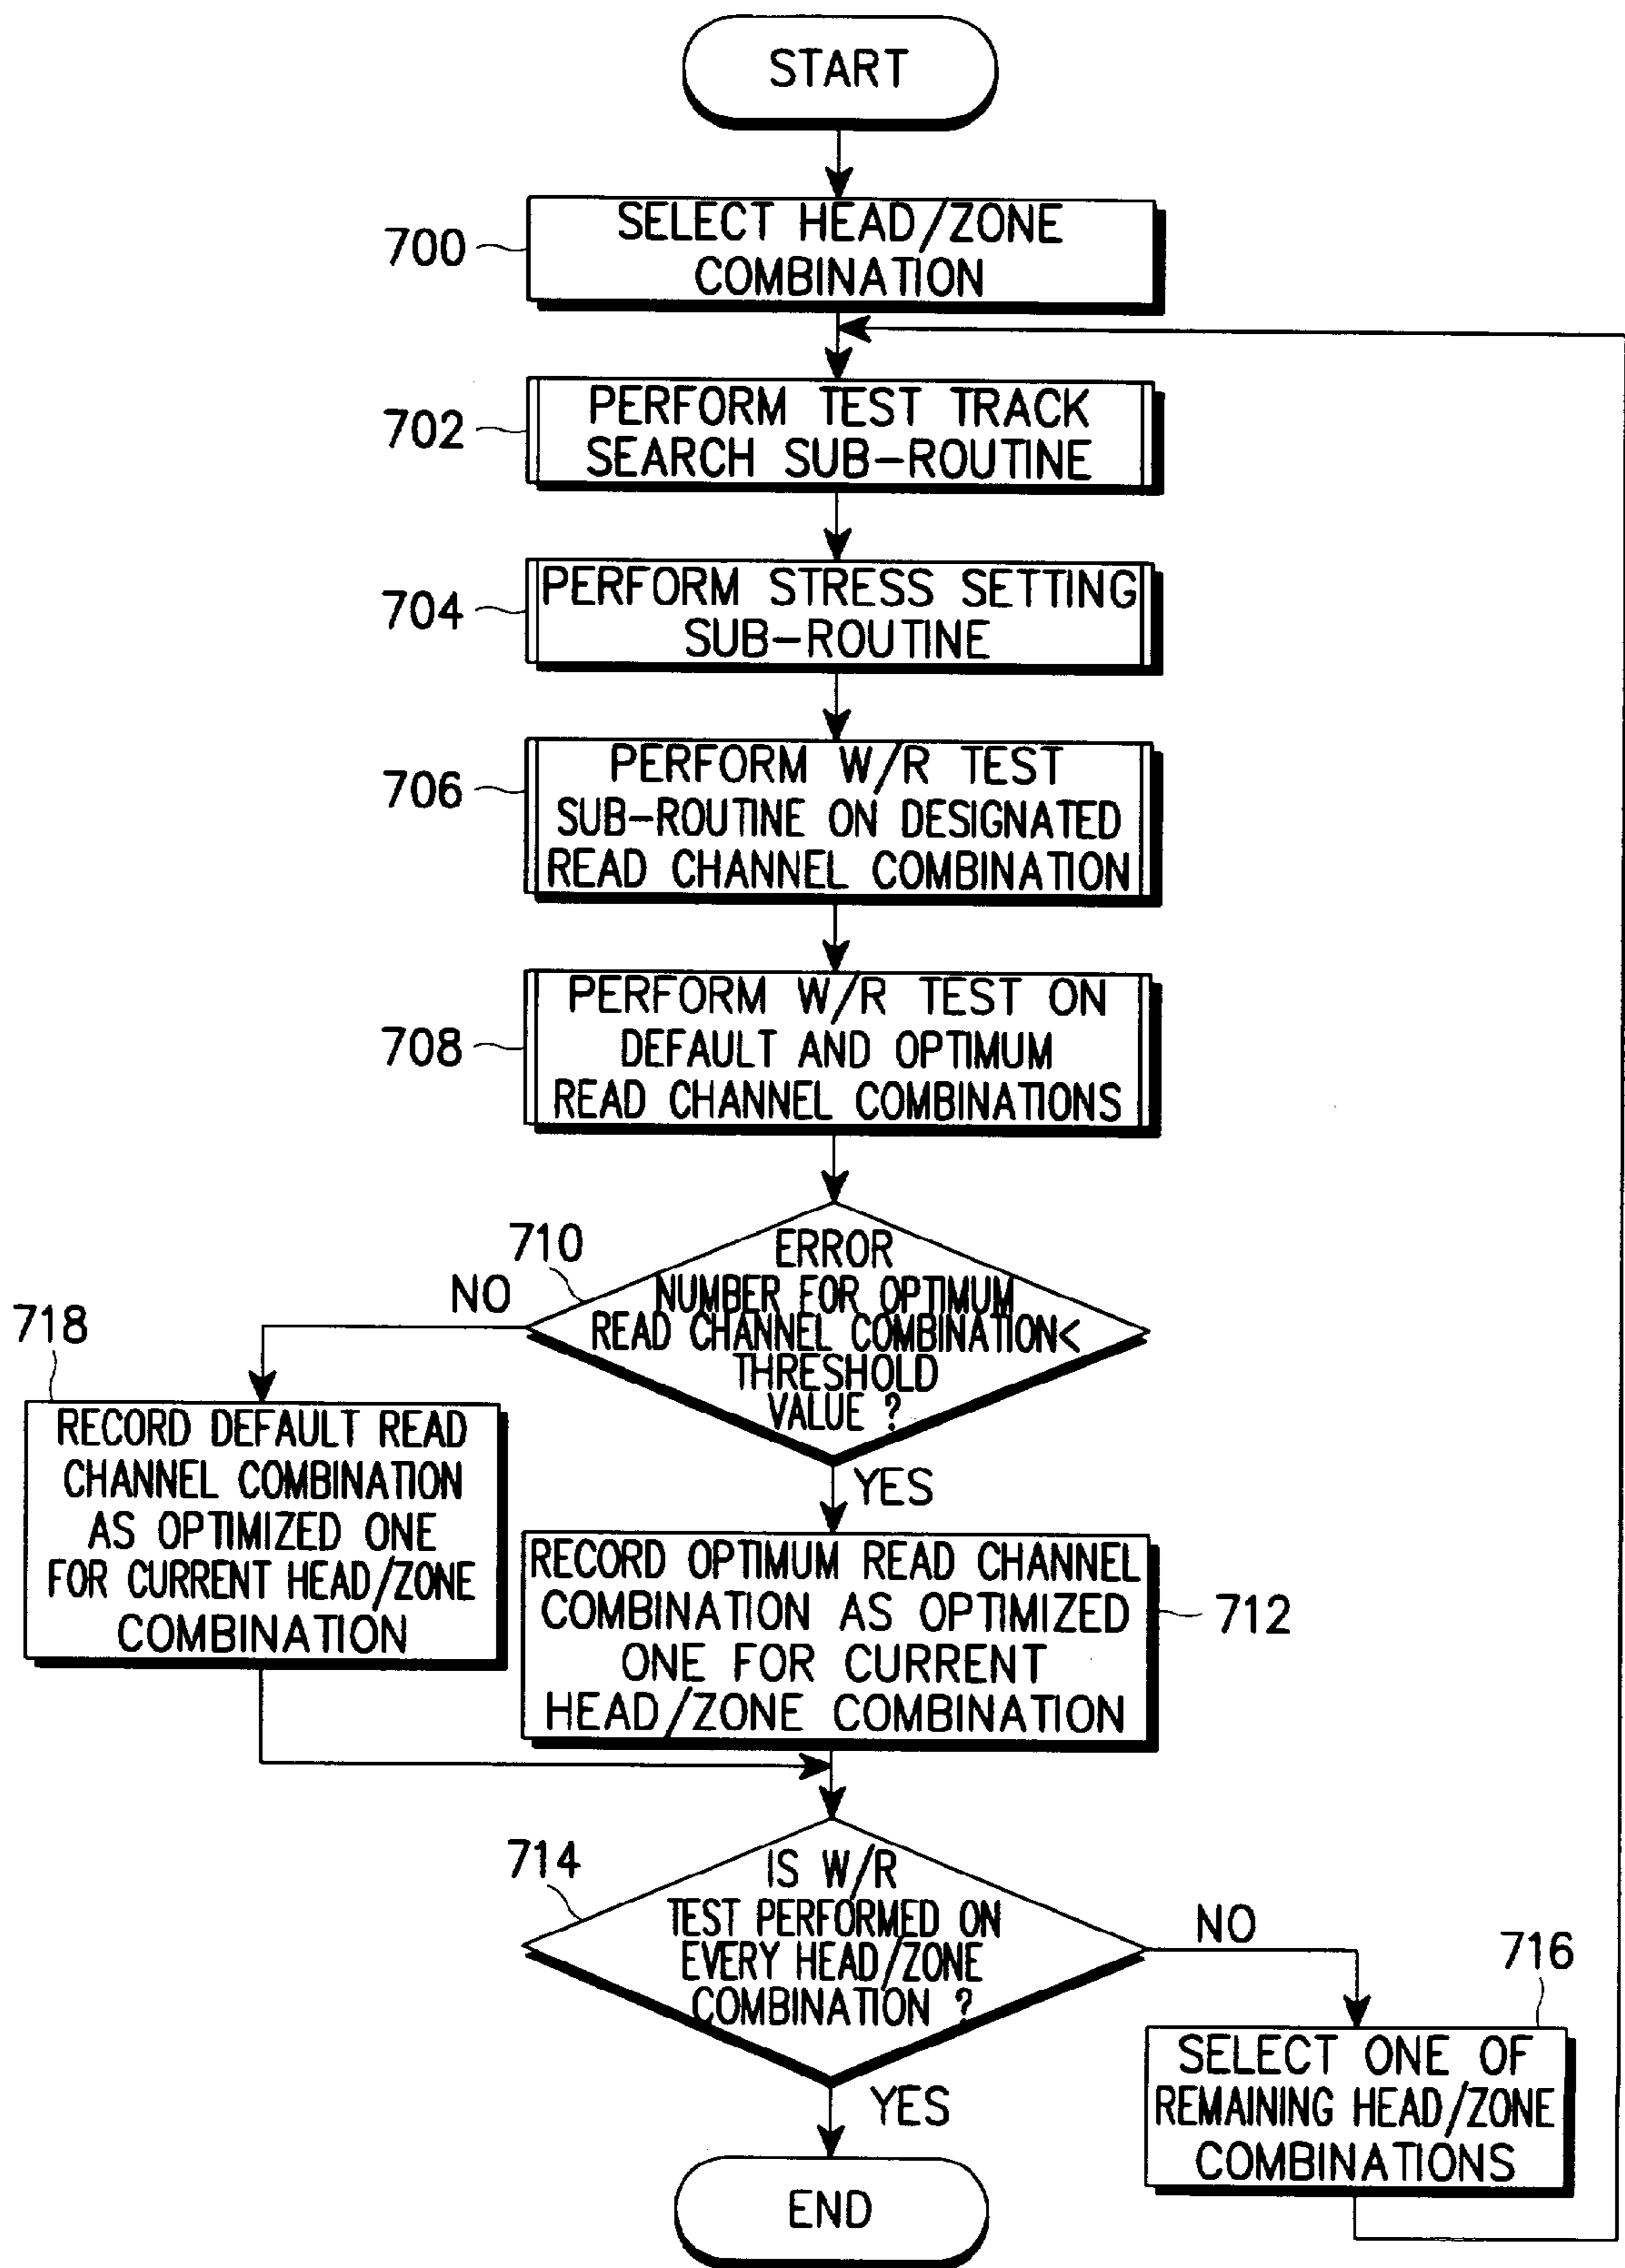 START
700
SELECT HEAD/ZONE
COMBINATION
702
PERFORM TEST TRACK
SEARCH SUB-ROUTINE
704
PERFORM STRESS SETTING
SUB-ROUTINE
706
PERFORM W/R TEST
SUB-ROUTINE ON DESIGNATED
READ CHANNEL COMBINATION
708
PERFORM W/R TEST ON
DEFAULT AND OPTIMUM
READ CHANNEL COMBINATIONS
710
ERROR
NUMBER FOR OPTIMUM
READ CHANNEL COMBINATION<
THRESHOLD
VALUE ?
NO
YES
718
RECORD DEFAULT READ
CHANNEL COMBINATION
AS OPTIMIZED ONE
FOR CURRENT HEAD/ZONE
COMBINATION
RECORD OPTIMUM READ CHANNEL
COMBINATION AS OPTIMIZED
ONE FOR CURRENT
HEAD/ZONE COMBINATION
712
714
IS W/R
TEST PERFORMED ON
EVERY HEAD/ZONE
COMBINATION ?
NO
YES
716
SELECT ONE OF
REMAINING HEAD/ZONE
COMBINATIONS
END